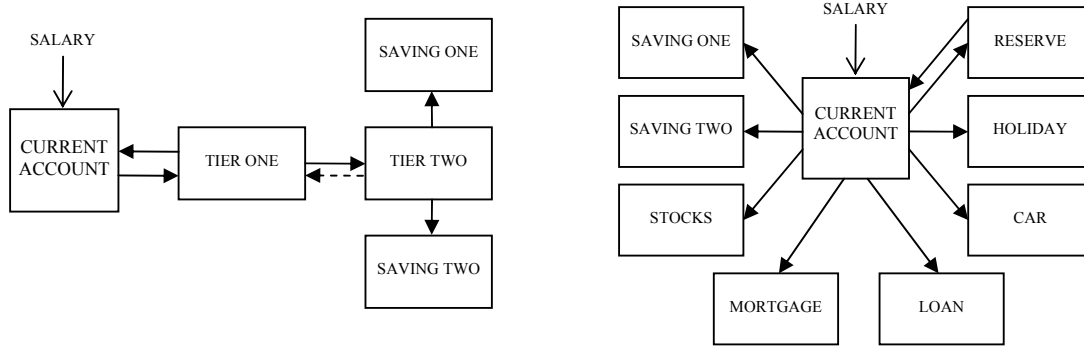 SALARY
SAVING ONE
CURRENT
ACCOUNT
TIER ONE
TIER TWO
SAVING TWO
SALARY
SAVING ONE
RESERVE
CURRENT
ACCOUNT
SAVING TWO
HOLIDAY
STOCKS
CAR
MORTGAGE
LOAN